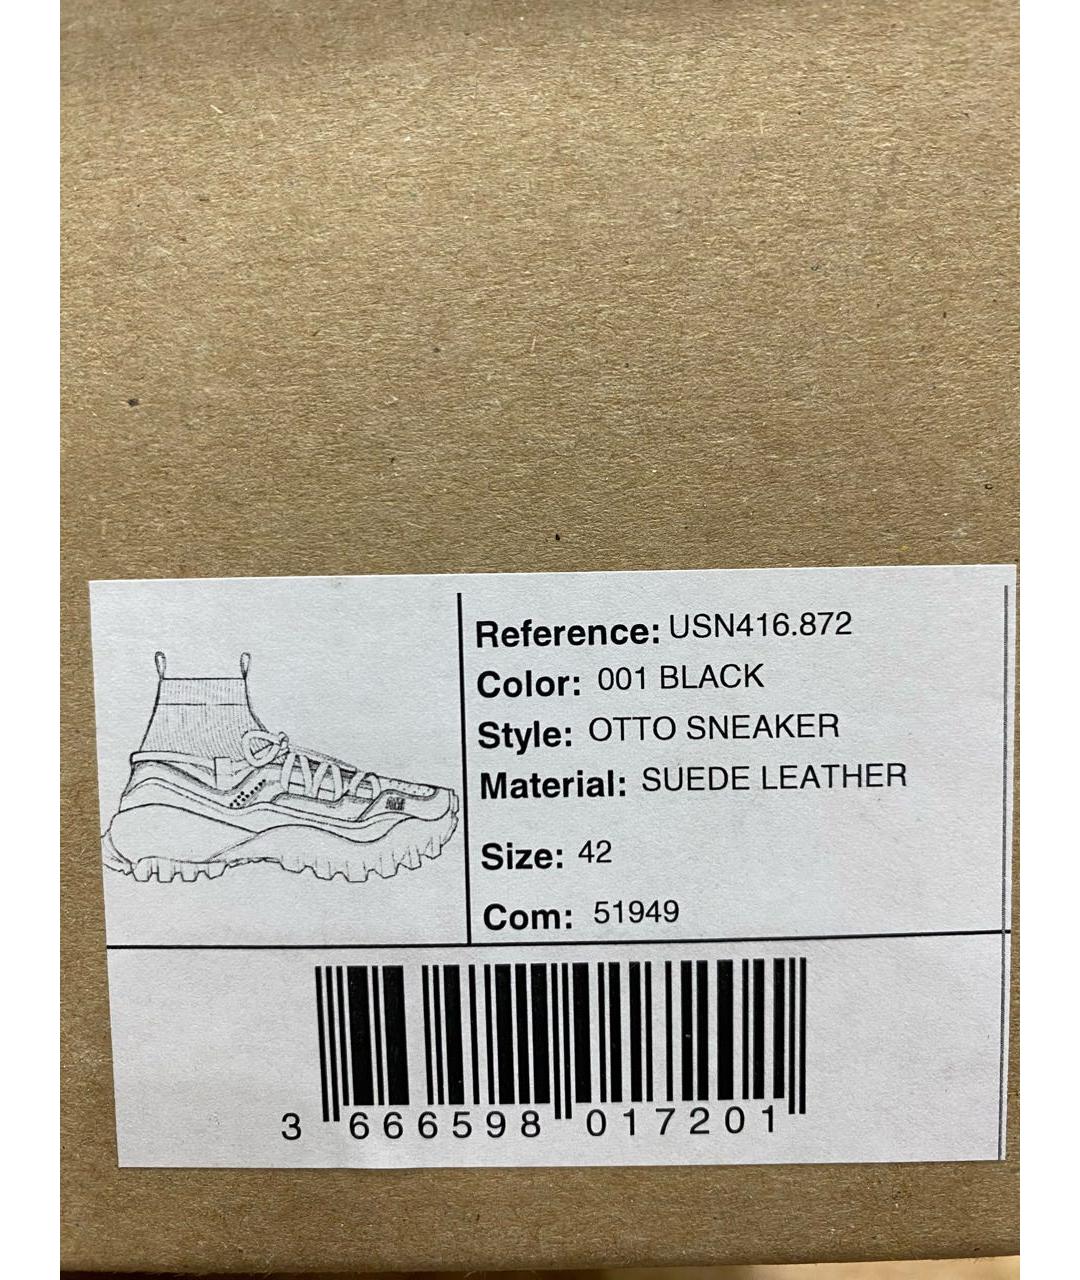 Reference: USN416.872
Color: 001 BLACK
Style: OTTO SNEAKER
Material: SUEDE LEATHER
Size: 42
Com: 51949
3 666598 017201